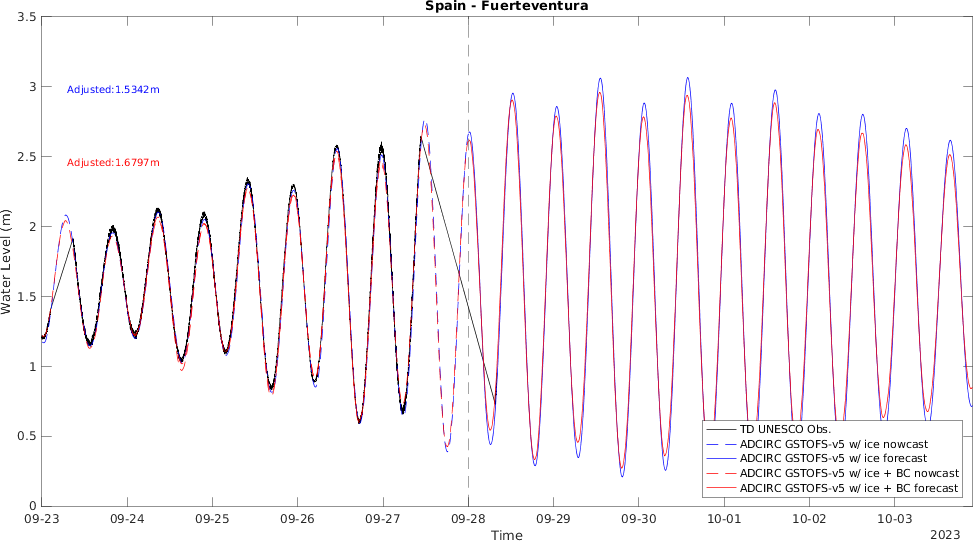 Spain - Fuerteventura
3.5
3
2.5
2
1.5
1
0.5
0
Water Level (m)
Adjusted:1.5342m
Adjusted:1.6797m
TD UNESCO Obs.
ADCIRC GSTOFS-v5 w/ ice nowcast
ADCIRC GSTOFS-v5 w/ ice forecast
ADCIRC GSTOFS-v5 w/ ice + BC nowcast
ADCIRC GSTOFS-v5 w/ ice + BC forecast
09-23 09-24 09-25 09-26 09-27 09-28 09-29 09-30 10-01 10-02 10-03
Time
2023